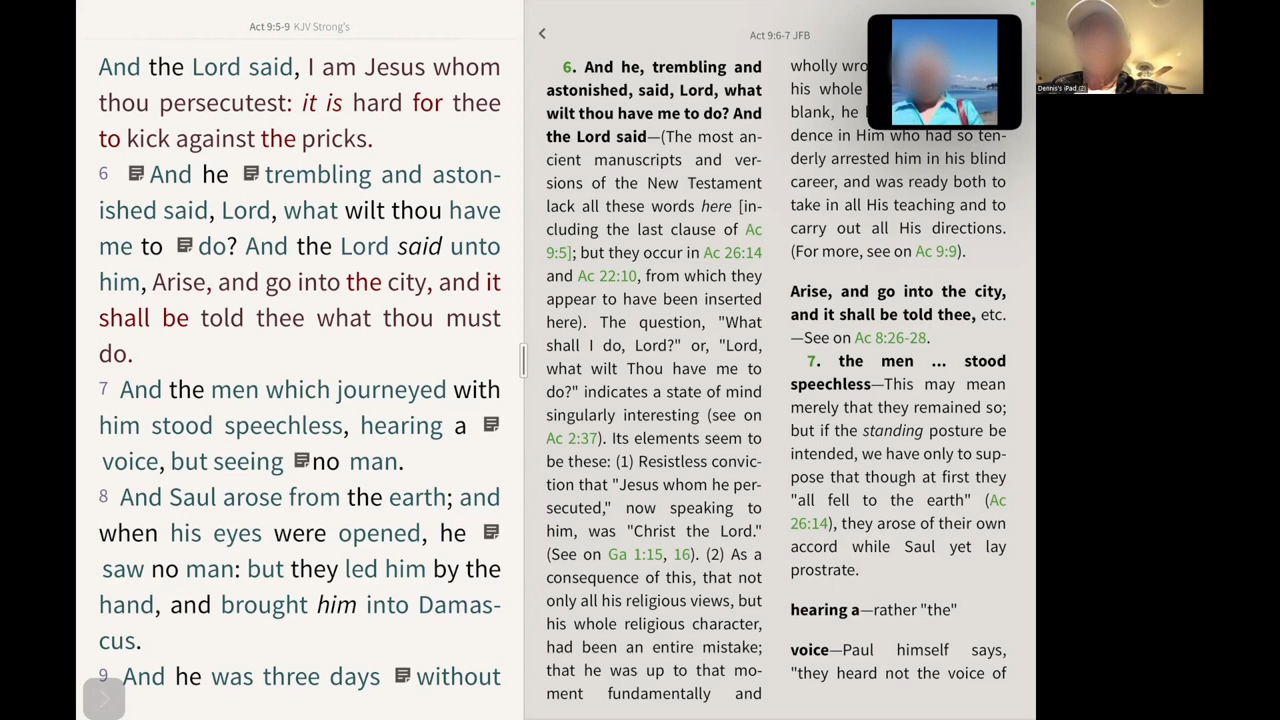 Act 9:5-9 KJV Strong's
And the Lord said, I am Jesus whom
thou persecutest: it is hard for thee
to kick against the pricks.
6 And he trembling and aston-
ished said, Lord, what wilt thou have
me to do? And the Lord said unto
him, Arise, and go into the city, and it
shall be told thee what thou must
do.
7 And the men which journeyed with
him stood speechless, hearing a
voice, but seeing no man.
8 And Saul arose from the earth; and
when his eyes were opened, he
saw no man: but they led him by the
hand, and brought him into Damas-
cus.
9 And he was three days without
Act 9:6-7 JFB
6. And he, trembling and
astonished, said, Lord, what
wilt thou have me to do? And
the Lord said—(The most an-
cient manuscripts and ver-
sions of the New Testament
lack all these words here [in-
cluding the last clause of Ac
9:5]; but they occur in Ac 26:14
and Ac 22:10, from which they
appear to have been inserted
here). The question, "What
shall I do, Lord?" or, "Lord,
what wilt Thou have me to
do?" indicates a state of mind
singularly interesting (see on
Ac 2:37). Its elements seem to
be these: (1) Resistless convic-
tion that "Jesus whom he per-
secuted," now speaking to
him, was "Christ the Lord."
(See on Ga 1:15, 16). (2) As a
consequence of this, that not
only all his religious views, but
his whole religious character,
had been an entire mistake;
that he was up to that mo-
ment fundamentally and
wholly
his whole
blank, he
dence in Him who had so ten-
derly arrested him in his blind
career, and was ready both to
take in all His teaching and to
carry out all His directions.
(For more, see on Ac 9:9).
Arise, and go into the city,
and it shall be told thee, etc.
—See on Ac 8:26-28.
7. the men ... stood
speechless—This may mean
merely that they remained so;
but if the standing posture be
intended, we have only to sup-
pose that though at first they
"all fell to the earth" (Ac
26:14), they arose of their own
accord while Saul yet lay
prostrate.
hearing a—rather "the"
voice—Paul himself says,
"they heard not the voice of
Dennis's iPad (2)